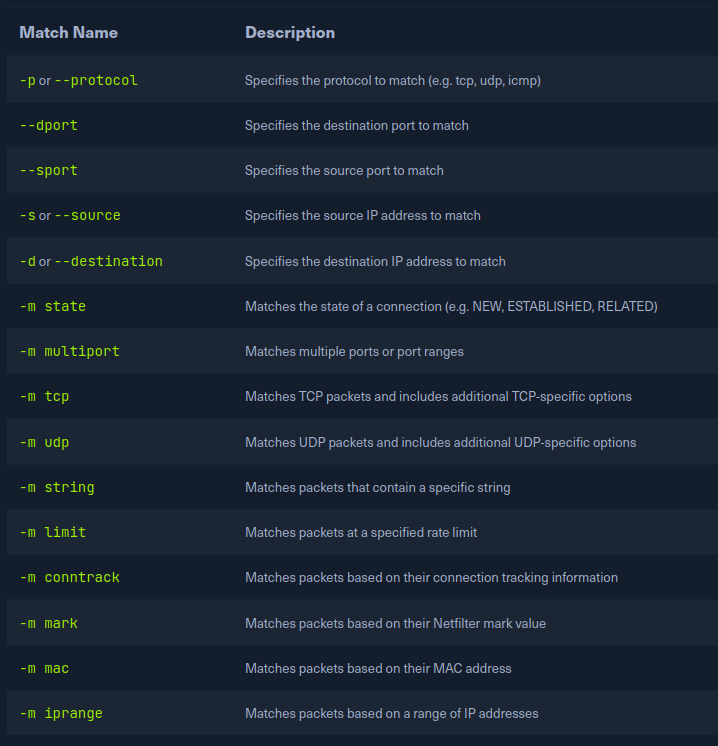 Match Name Description
-p or --protocol Specifies the protocol to match (e.g. tcp, udp, icmp)
--dport Specifies the destination port to match
--sport Specifies the source port to match
-s or --source Specifies the source IP address to match
-d or --destination Specifies the destination IP address to match
-m state Matches the state of a connection (e.g. NEW, ESTABLISHED, RELATED)
-m multiport Matches multiple ports or port ranges
-m tcp Matches TCP packets and includes additional TCP-specific options
-m udp Matches UDP packets and includes additional UDP-specific options
-m string Matches packets that contain a specific string
-m limit Matches packets at a specified rate limit
-m conntrack Matches packets based on their connection tracking information
-m mark Matches packets based on their Netfilter mark value
-m mac Matches packets based on their MAC address
-m iprange Matches packets based on a range of IP addresses